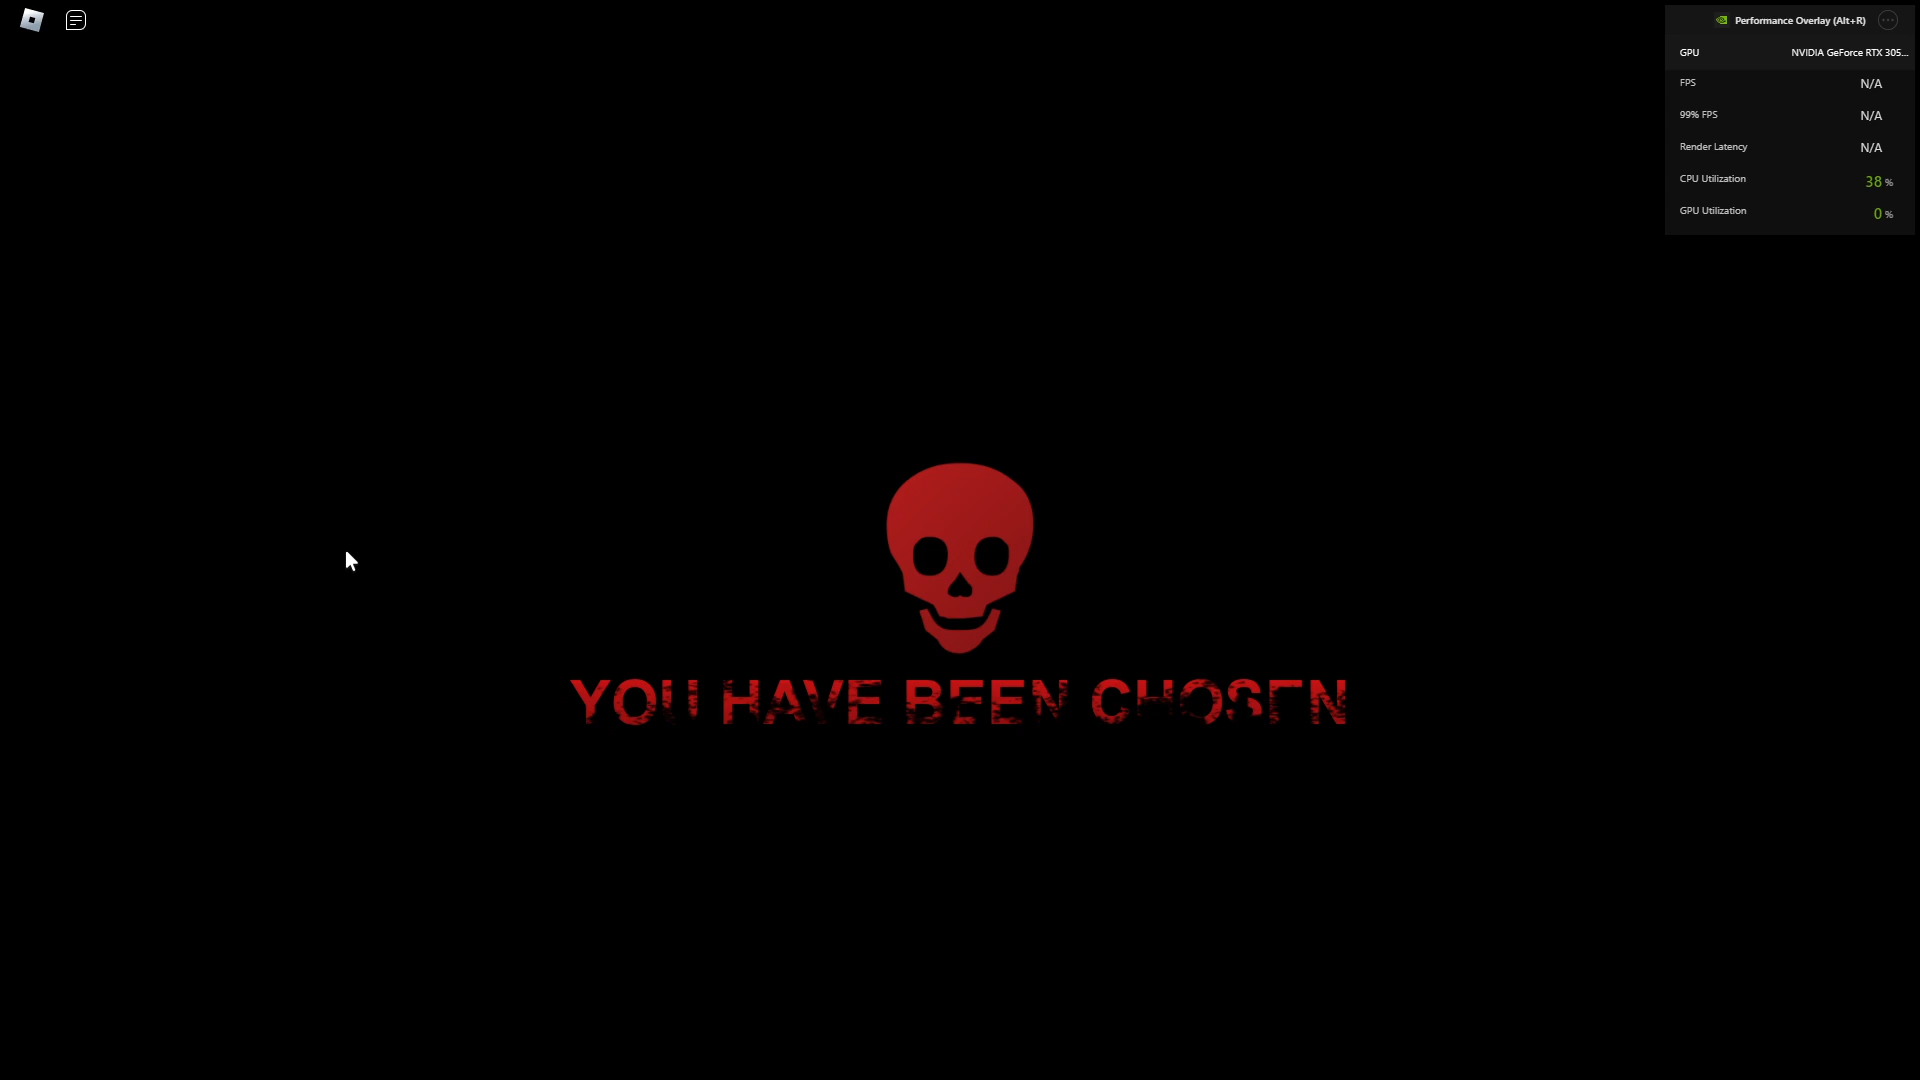 Performance Overlay (Alt+R)
GPU NVIDIA GeForce RTX 305...
FPS N/A
99% FPS N/A
Render Latency N/A
CPU Utilization 38 %
GPU Utilization 0 %
YOU HAVE BEEN CHOSEN